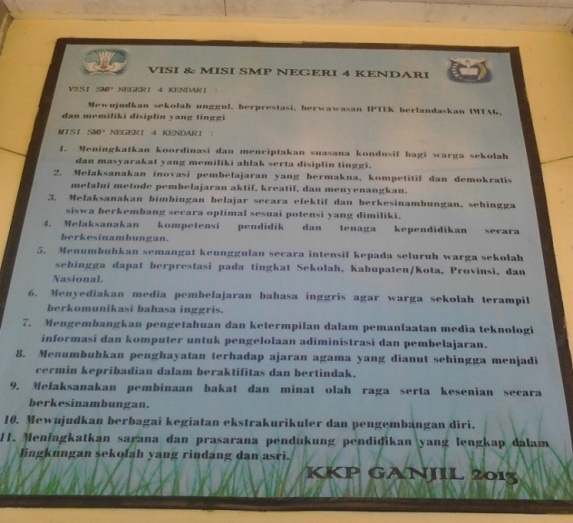 VISI & MISI SMP NEGERI 4 KENDARI
VISI SMP NEGERI 4 KENDARI :
Mewujudkan sekolah unggul, berprestasi, berwawasan IPTEK berlandaskan IMTAG,
dan memiliki disiplin yang tinggi
MISI SMP NEGERI 4 KENDARI :
1. Meningkatkan koordinasi dan menciptakan suasana kondusif bagi warga sekolah
dan masyarakat yang memiliki ahlak serta disiplin tinggi.
2. Melaksanakan inovasi pembelajaran yang bermakna, kompetitif dan demokratis
melalui metode pembelajaran aktif, kreatif, dan menyenangkan.
3. Melaksanakan bimbingan belajar secara efektif dan berkesinambungan, sehingga
siswa berkembang secara optimal sesuai potensi yang dimiliki.
4. Melaksanakan kompetensi pendidik dan tenaga kependidikan secara
berkesinambungan.
5. Menumbuhkan semangat keunggulan secara intensif kepada seluruh warga sekolah
sehingga dapat berprestasi pada tingkat Sekolah, Kabupaten/Kota, Provinsi, dan
Nasional.
6. Menyediakan media pembelajaran bahasa inggris agar warga sekolah terampil
berkomunikasi bahasa inggris.
7. Mengembangkan pengetahuan dan ketermpilan dalam pemanfaatan media teknologi
informasi dan komputer untuk pengelolaan adiministrasi dan pembelajaran.
8. Menumbuhkan penghayatan terhadap ajaran agama yang dianut sehingga menjadi
cermin kepribadian dalam beraktifitas dan bertindak.
9. Melaksanakan pembinaan bakat dan minat olah raga serta kesenian secara
berkesinambungan.
10. Mewujudkan berbagai kegiatan ekstrakurikuler dan pengembangan diri.
11. Meningkatkan sarana dan prasarana pendukung pendidikan yang lengkap dalam
lingkungan sekolah yang rindang dan asri.
KKP GANJIL 2013